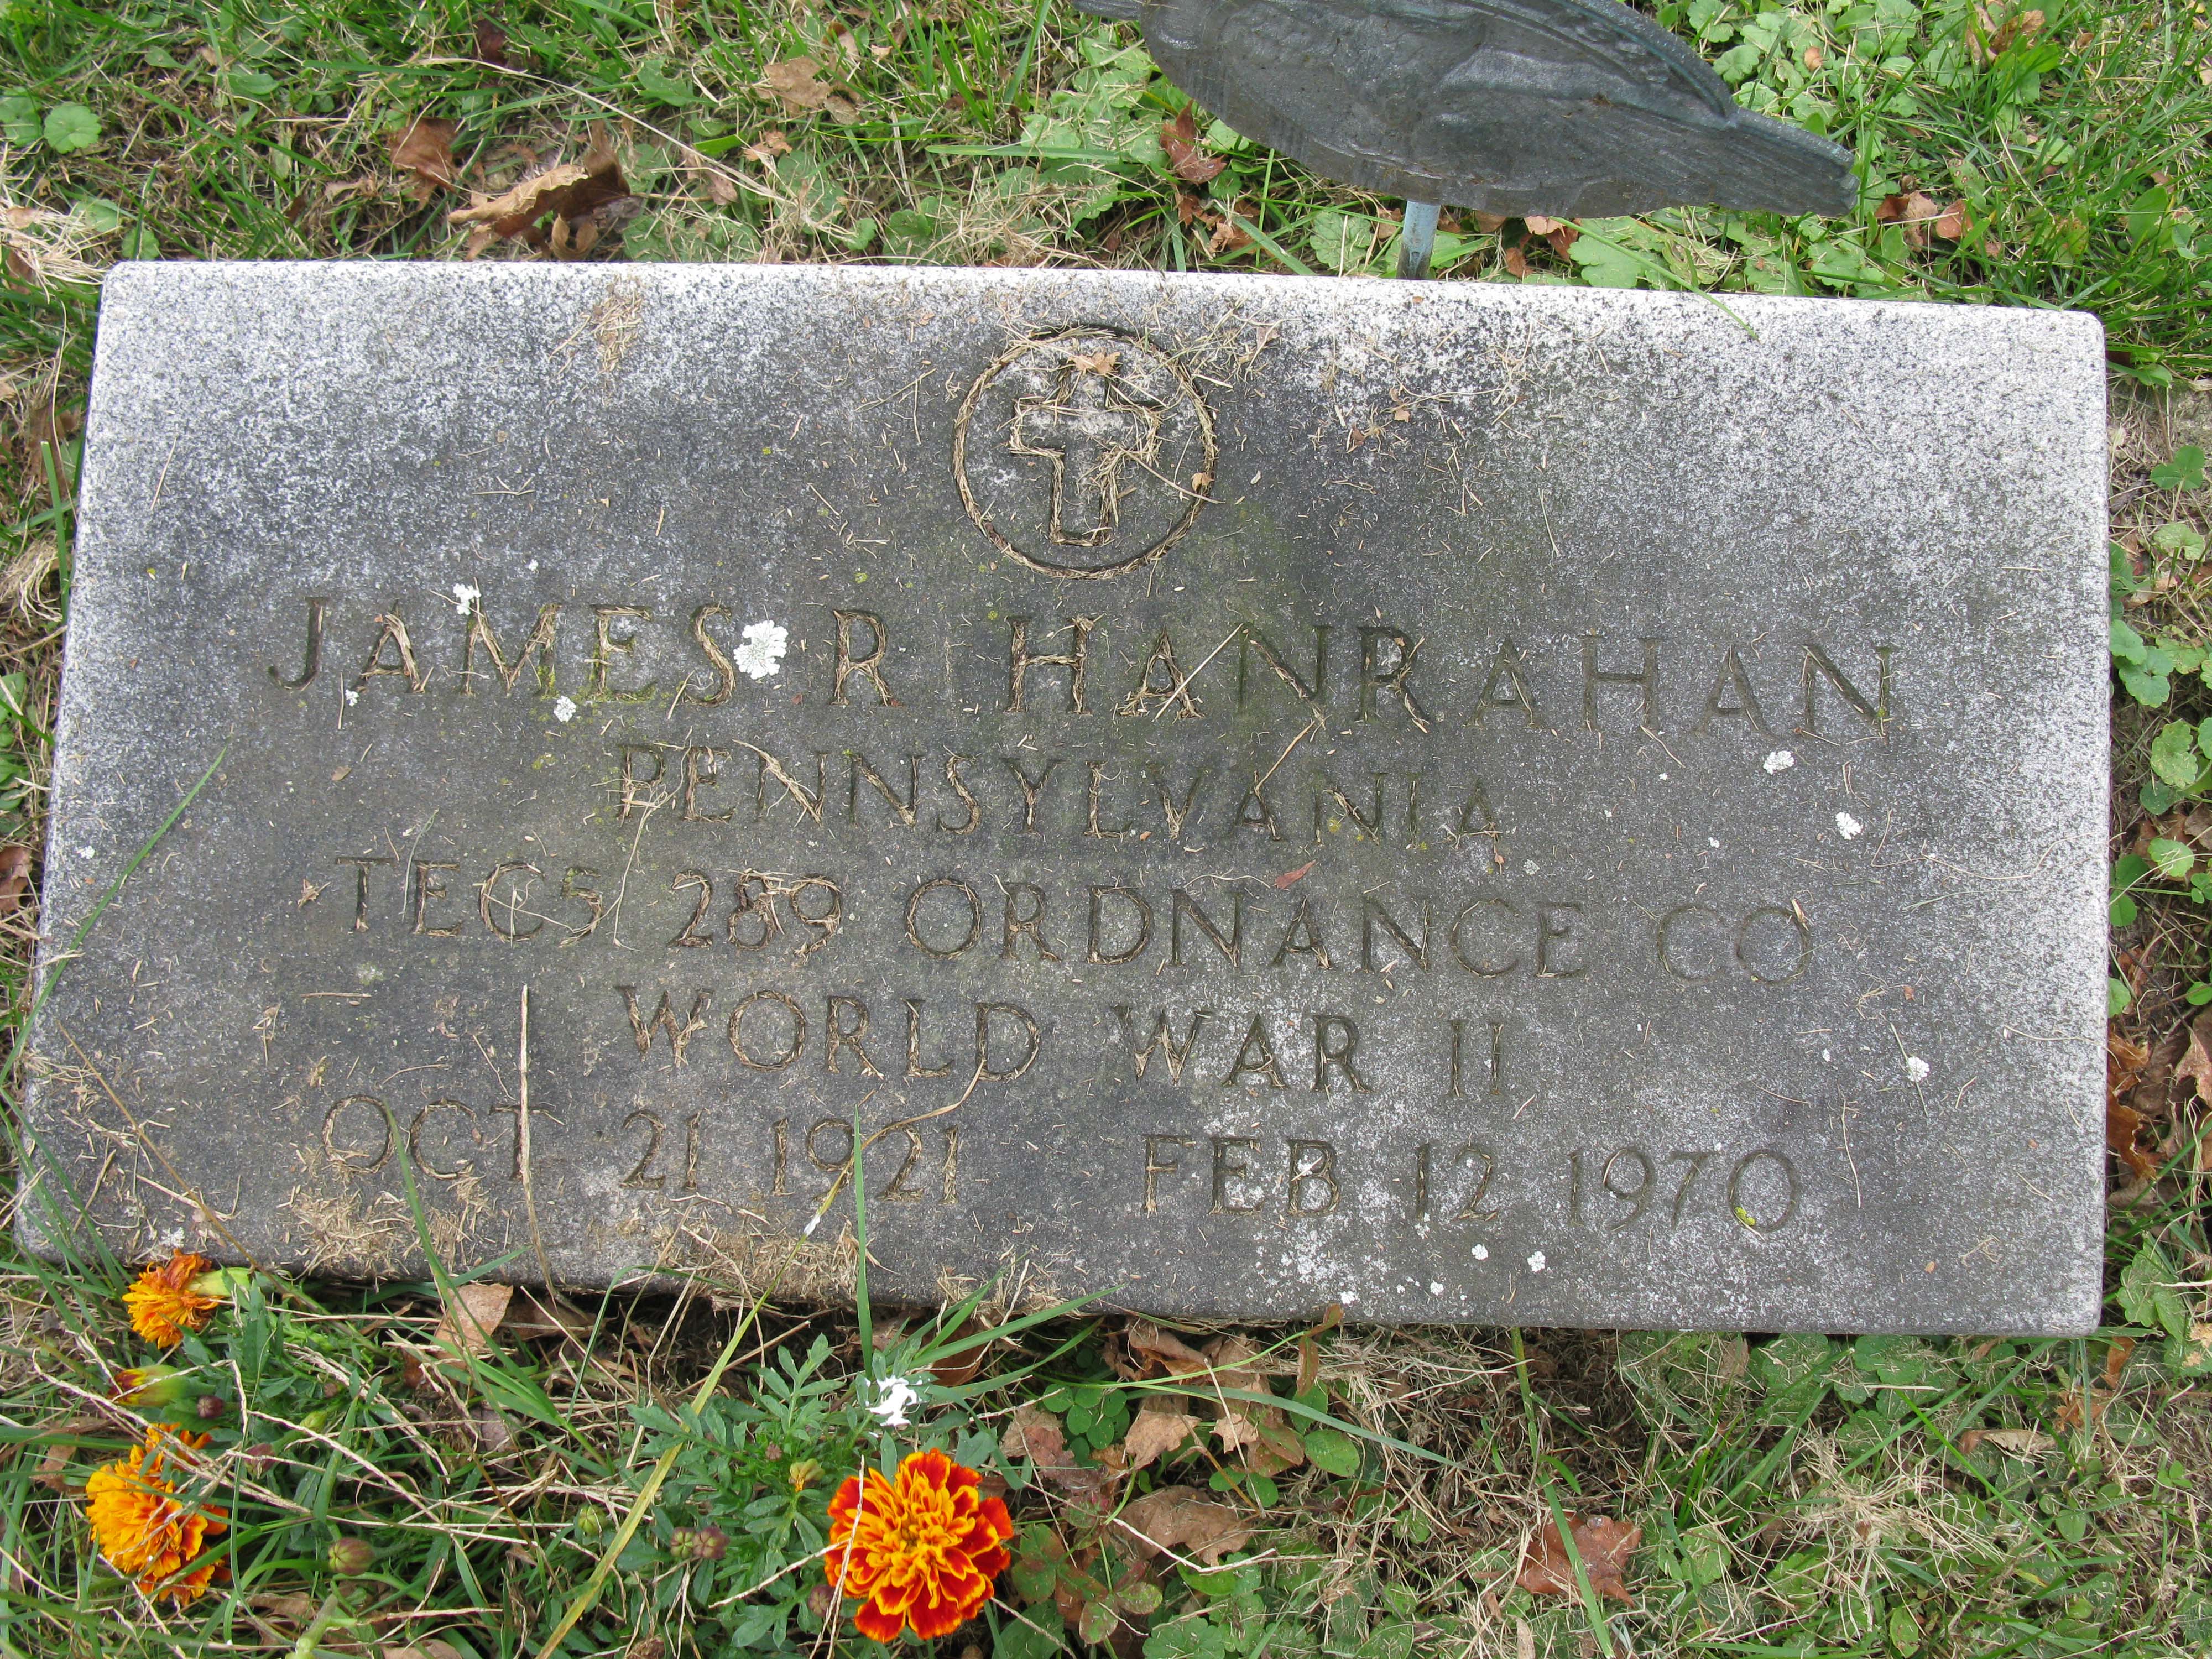 JAMES R HANRAHAN
PENNSYLVANIA
TEC5 289 ORDNANCE CO
WORLD WAR II
OCT 21 1921 FEB 12 1970